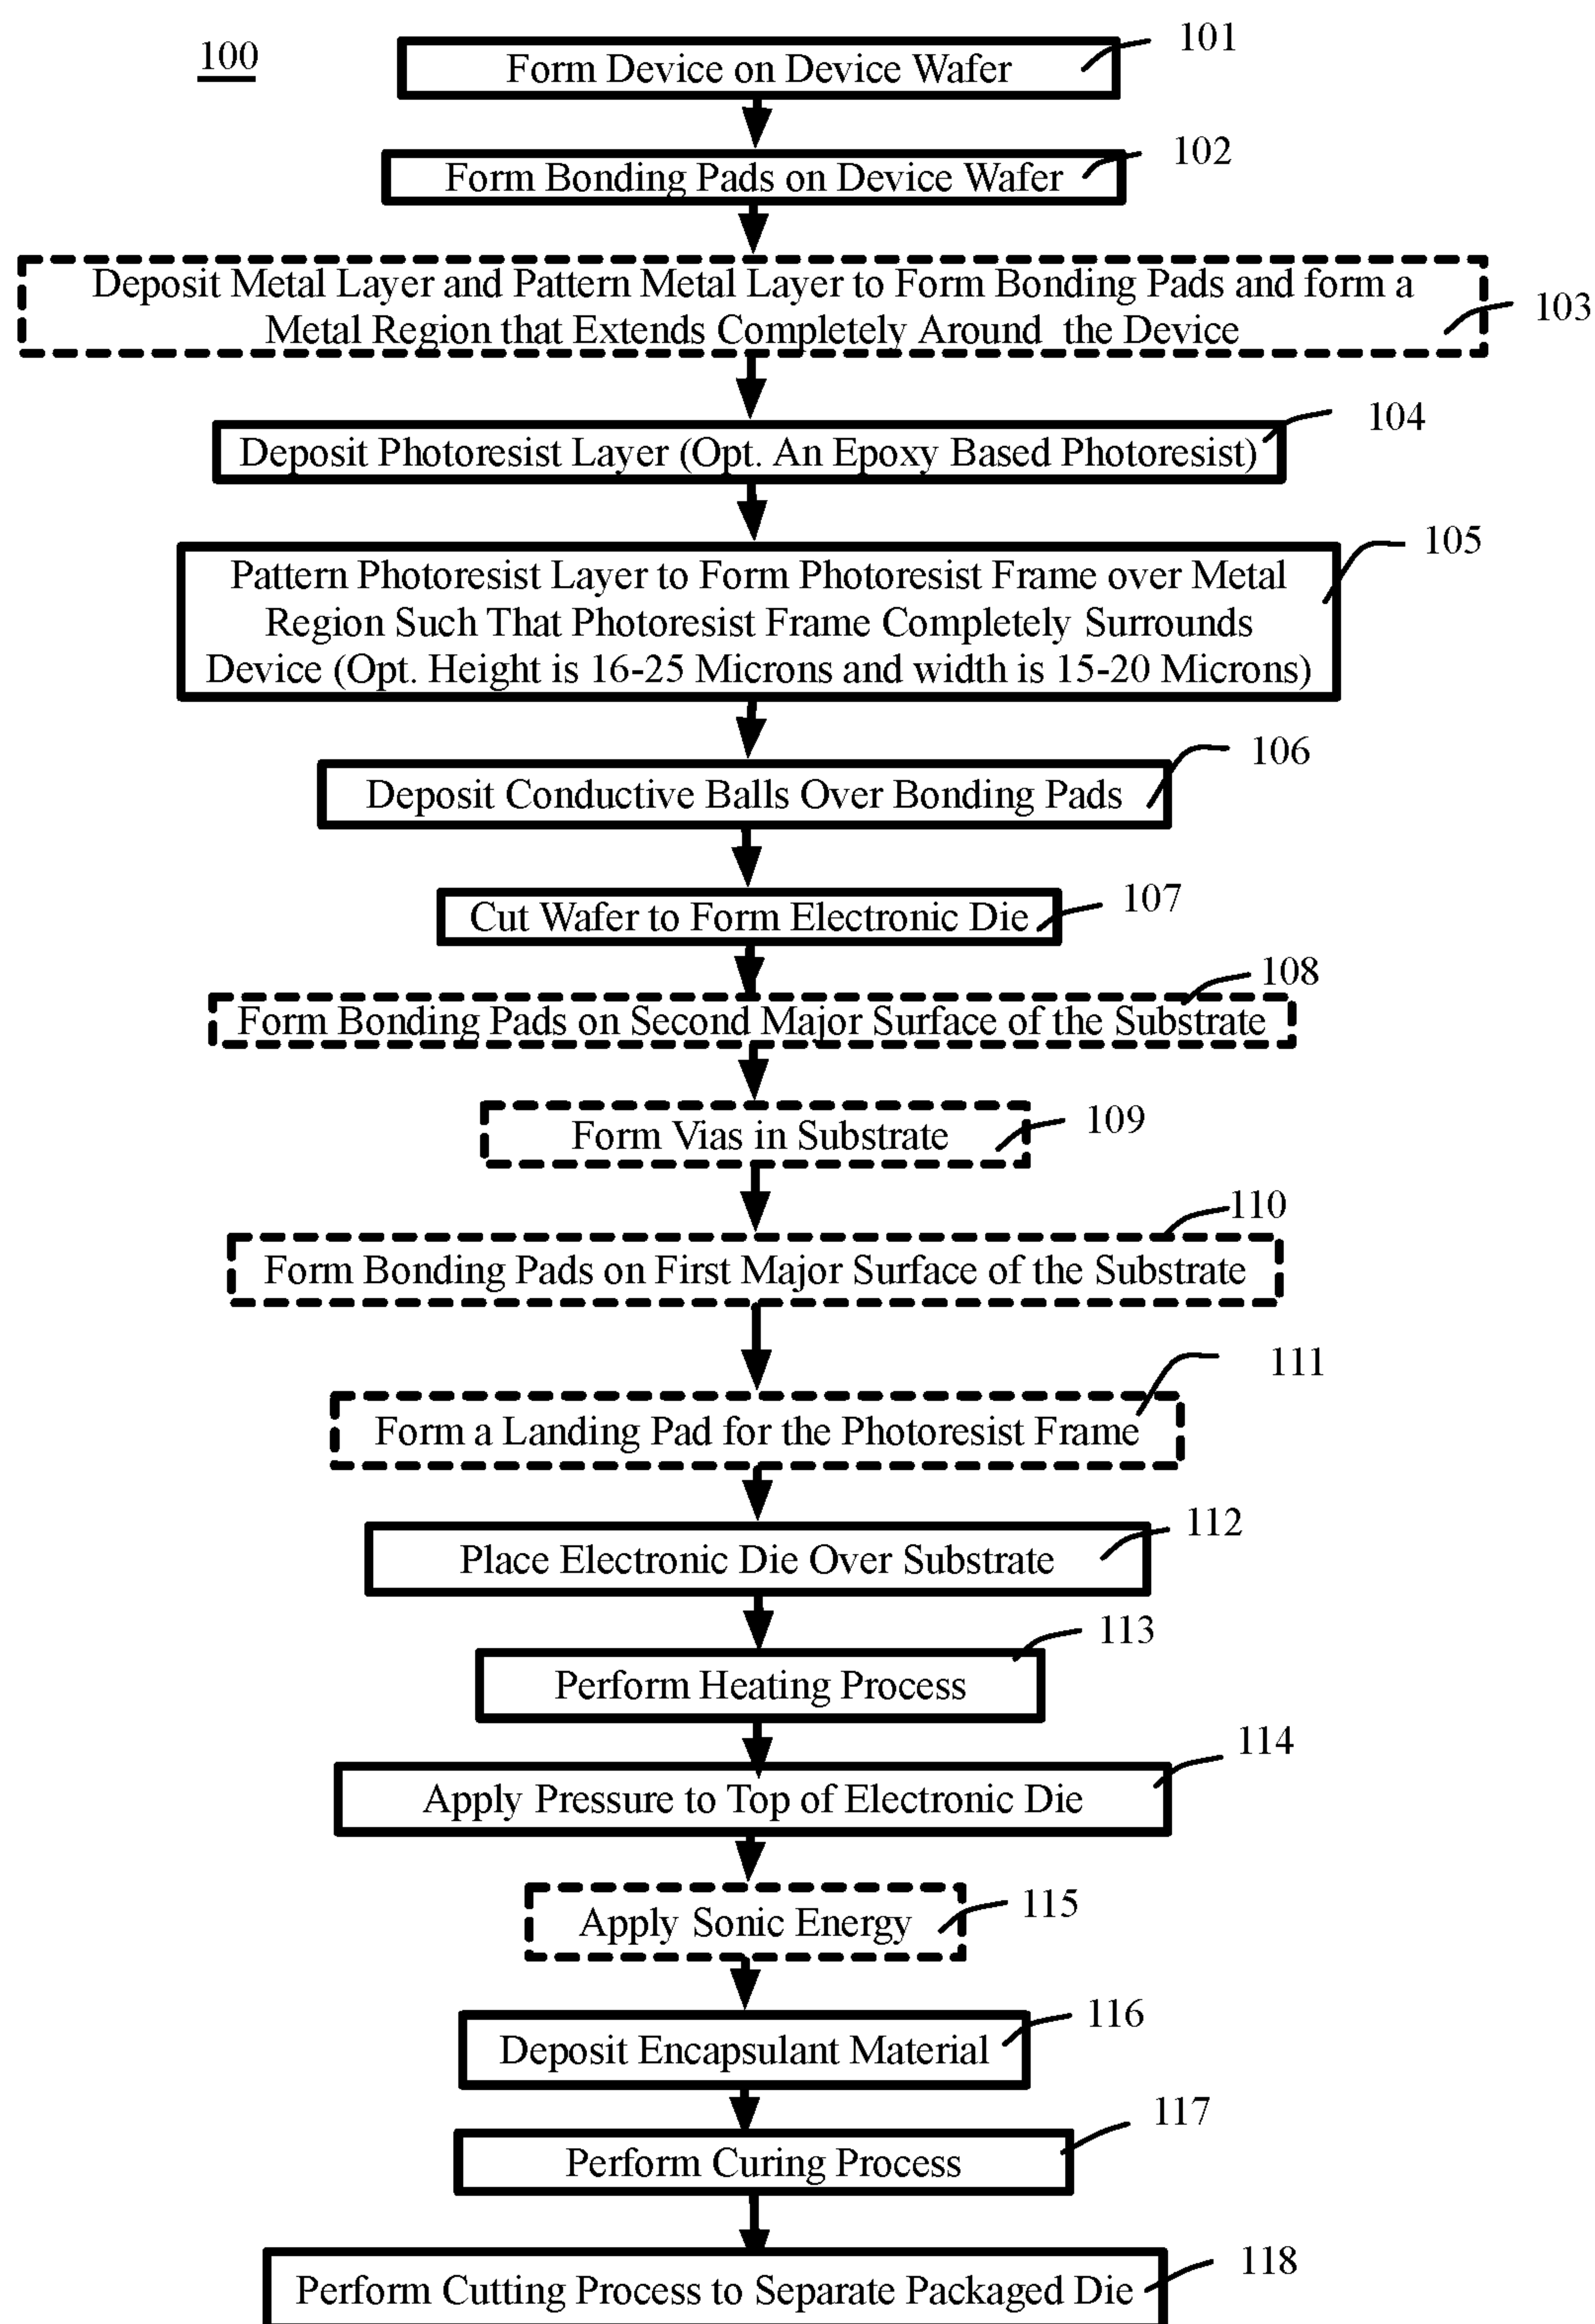 100
101
Form Device on Device Wafer
102
Form Bonding Pads on Device Wafer
Deposit Metal Layer and Pattern Metal Layer to Form Bonding Pads and form a
Metal Region that Extends Completely Around the Device
103
104
Deposit Photoresist Layer (Opt. An Epoxy Based Photoresist)
105
Pattern Photoresist Layer to Form Photoresist Frame over Metal
Region Such That Photoresist Frame Completely Surrounds
Device (Opt. Height is 16-25 Microns and width is 15-20 Microns)
106
Deposit Conductive Balls Over Bonding Pads
107
Cut Wafer to Form Electronic Die
108
Form Bonding Pads on Second Major Surface of the Substrate
109
Form Vias in Substrate
110
Form Bonding Pads on First Major Surface of the Substrate
111
Form a Landing Pad for the Photoresist Frame
112
Place Electronic Die Over Substrate
113
Perform Heating Process
114
Apply Pressure to Top of Electronic Die
115
Apply Sonic Energy
116
Deposit Encapsulant Material
117
Perform Curing Process
118
Perform Cutting Process to Separate Packaged Die